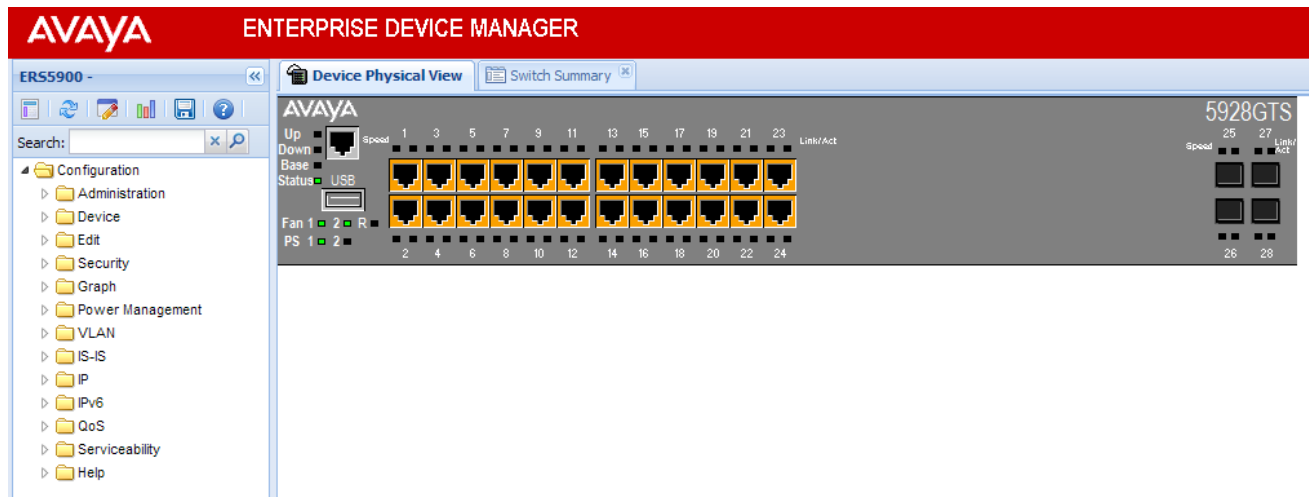 AVAYA ENTERPRISE DEVICE MANAGER
ERS5900 -
Device Physical View
Switch Summary
Search:
Configuration
Administration
Device
Edit
Security
Graph
Power Management
VLAN
IS-IS
IP
IPv6
QoS
Serviceability
Help
AVAYA
5928GTS
Up
Down
Base
Status
USB
Fan 1 2 R
PS 1 2
Speed 1 3 5 7 9 11 13 15 17 19 21 23 Link/Act
2 4 6 8 10 12 14 16 18 20 22 24
25 27
Speed Link/
Act
26 28